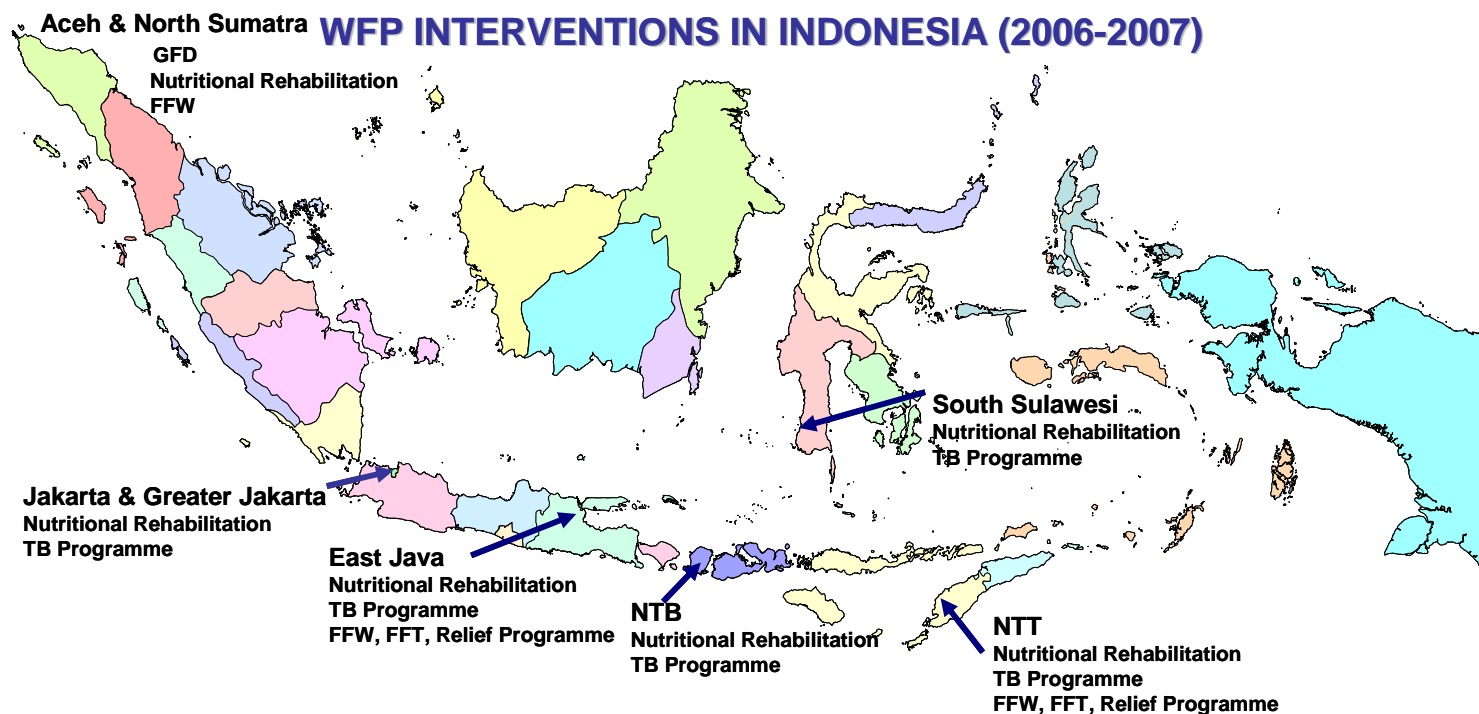 WFP INTERVENTIONS IN INDONESIA (2006-2007)
Aceh & North Sumatra
GFD
Nutritional Rehabilitation
FFW
South Sulawesi
Nutritional Rehabilitation
TB Programme
Jakarta & Greater Jakarta
Nutritional Rehabilitation
TB Programme
East Java
Nutritional Rehabilitation
TB Programme
FFW, FFT, Relief Programme
NTB
Nutritional Rehabilitation
TB Programme
NTT
Nutritional Rehabilitation
TB Programme
FFW, FFT, Relief Programme